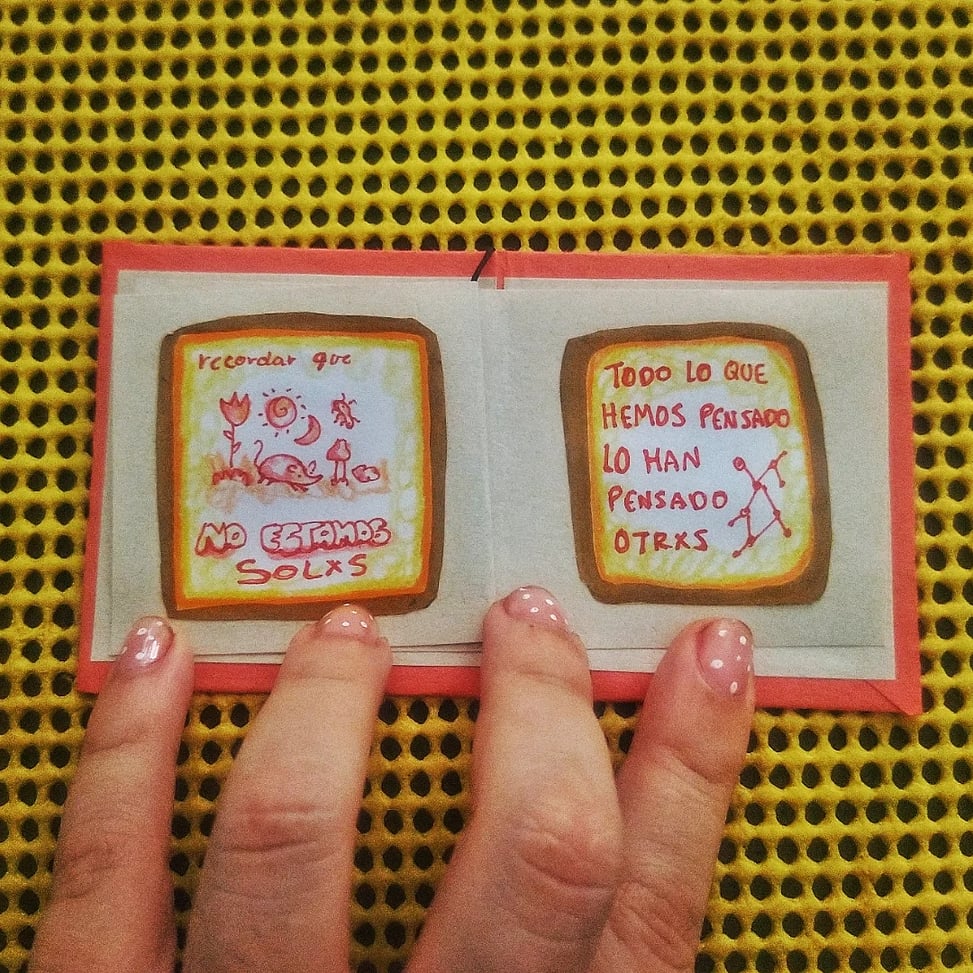 recordar que
NO ESTAMOS
SOLXS
TODO LO QUE
HEMOS PENSADO
LO HAN
PENSADO
OTRXS